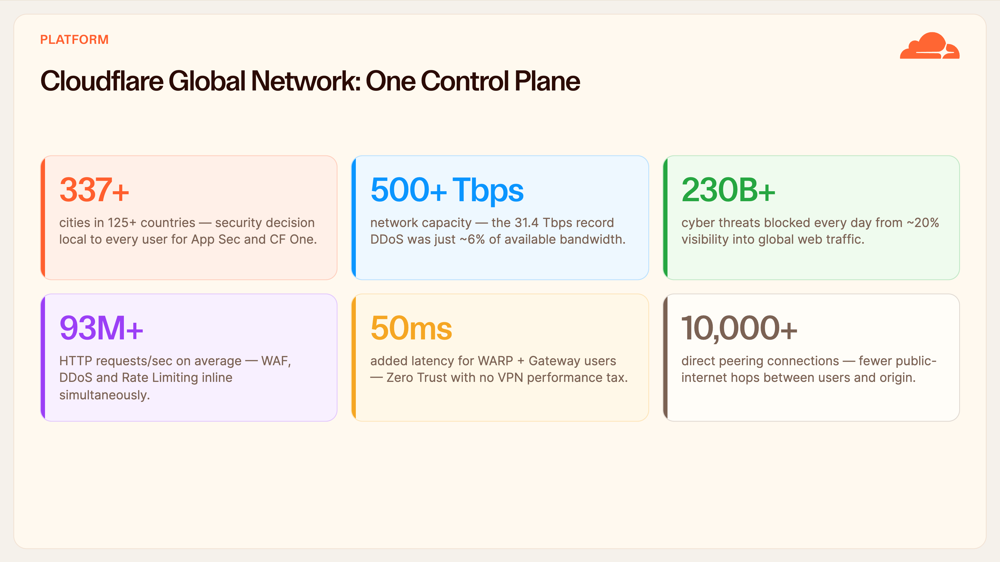 PLATFORM
Cloudflare Global Network: One Control Plane
337+
cities in 125+ countries — security decision
local to every user for App Sec and CF One.
500+ Tbps
network capacity — the 31.4 Tbps record
DDoS was just ~6% of available bandwidth.
230B+
cyber threats blocked every day from ~20%
visibility into global web traffic.
93M+
HTTP requests/sec on average — WAF,
DDoS and Rate Limiting inline
simultaneously.
50ms
added latency for WARP + Gateway users
— Zero Trust with no VPN performance tax.
10,000+
direct peering connections — fewer public-
internet hops between users and origin.